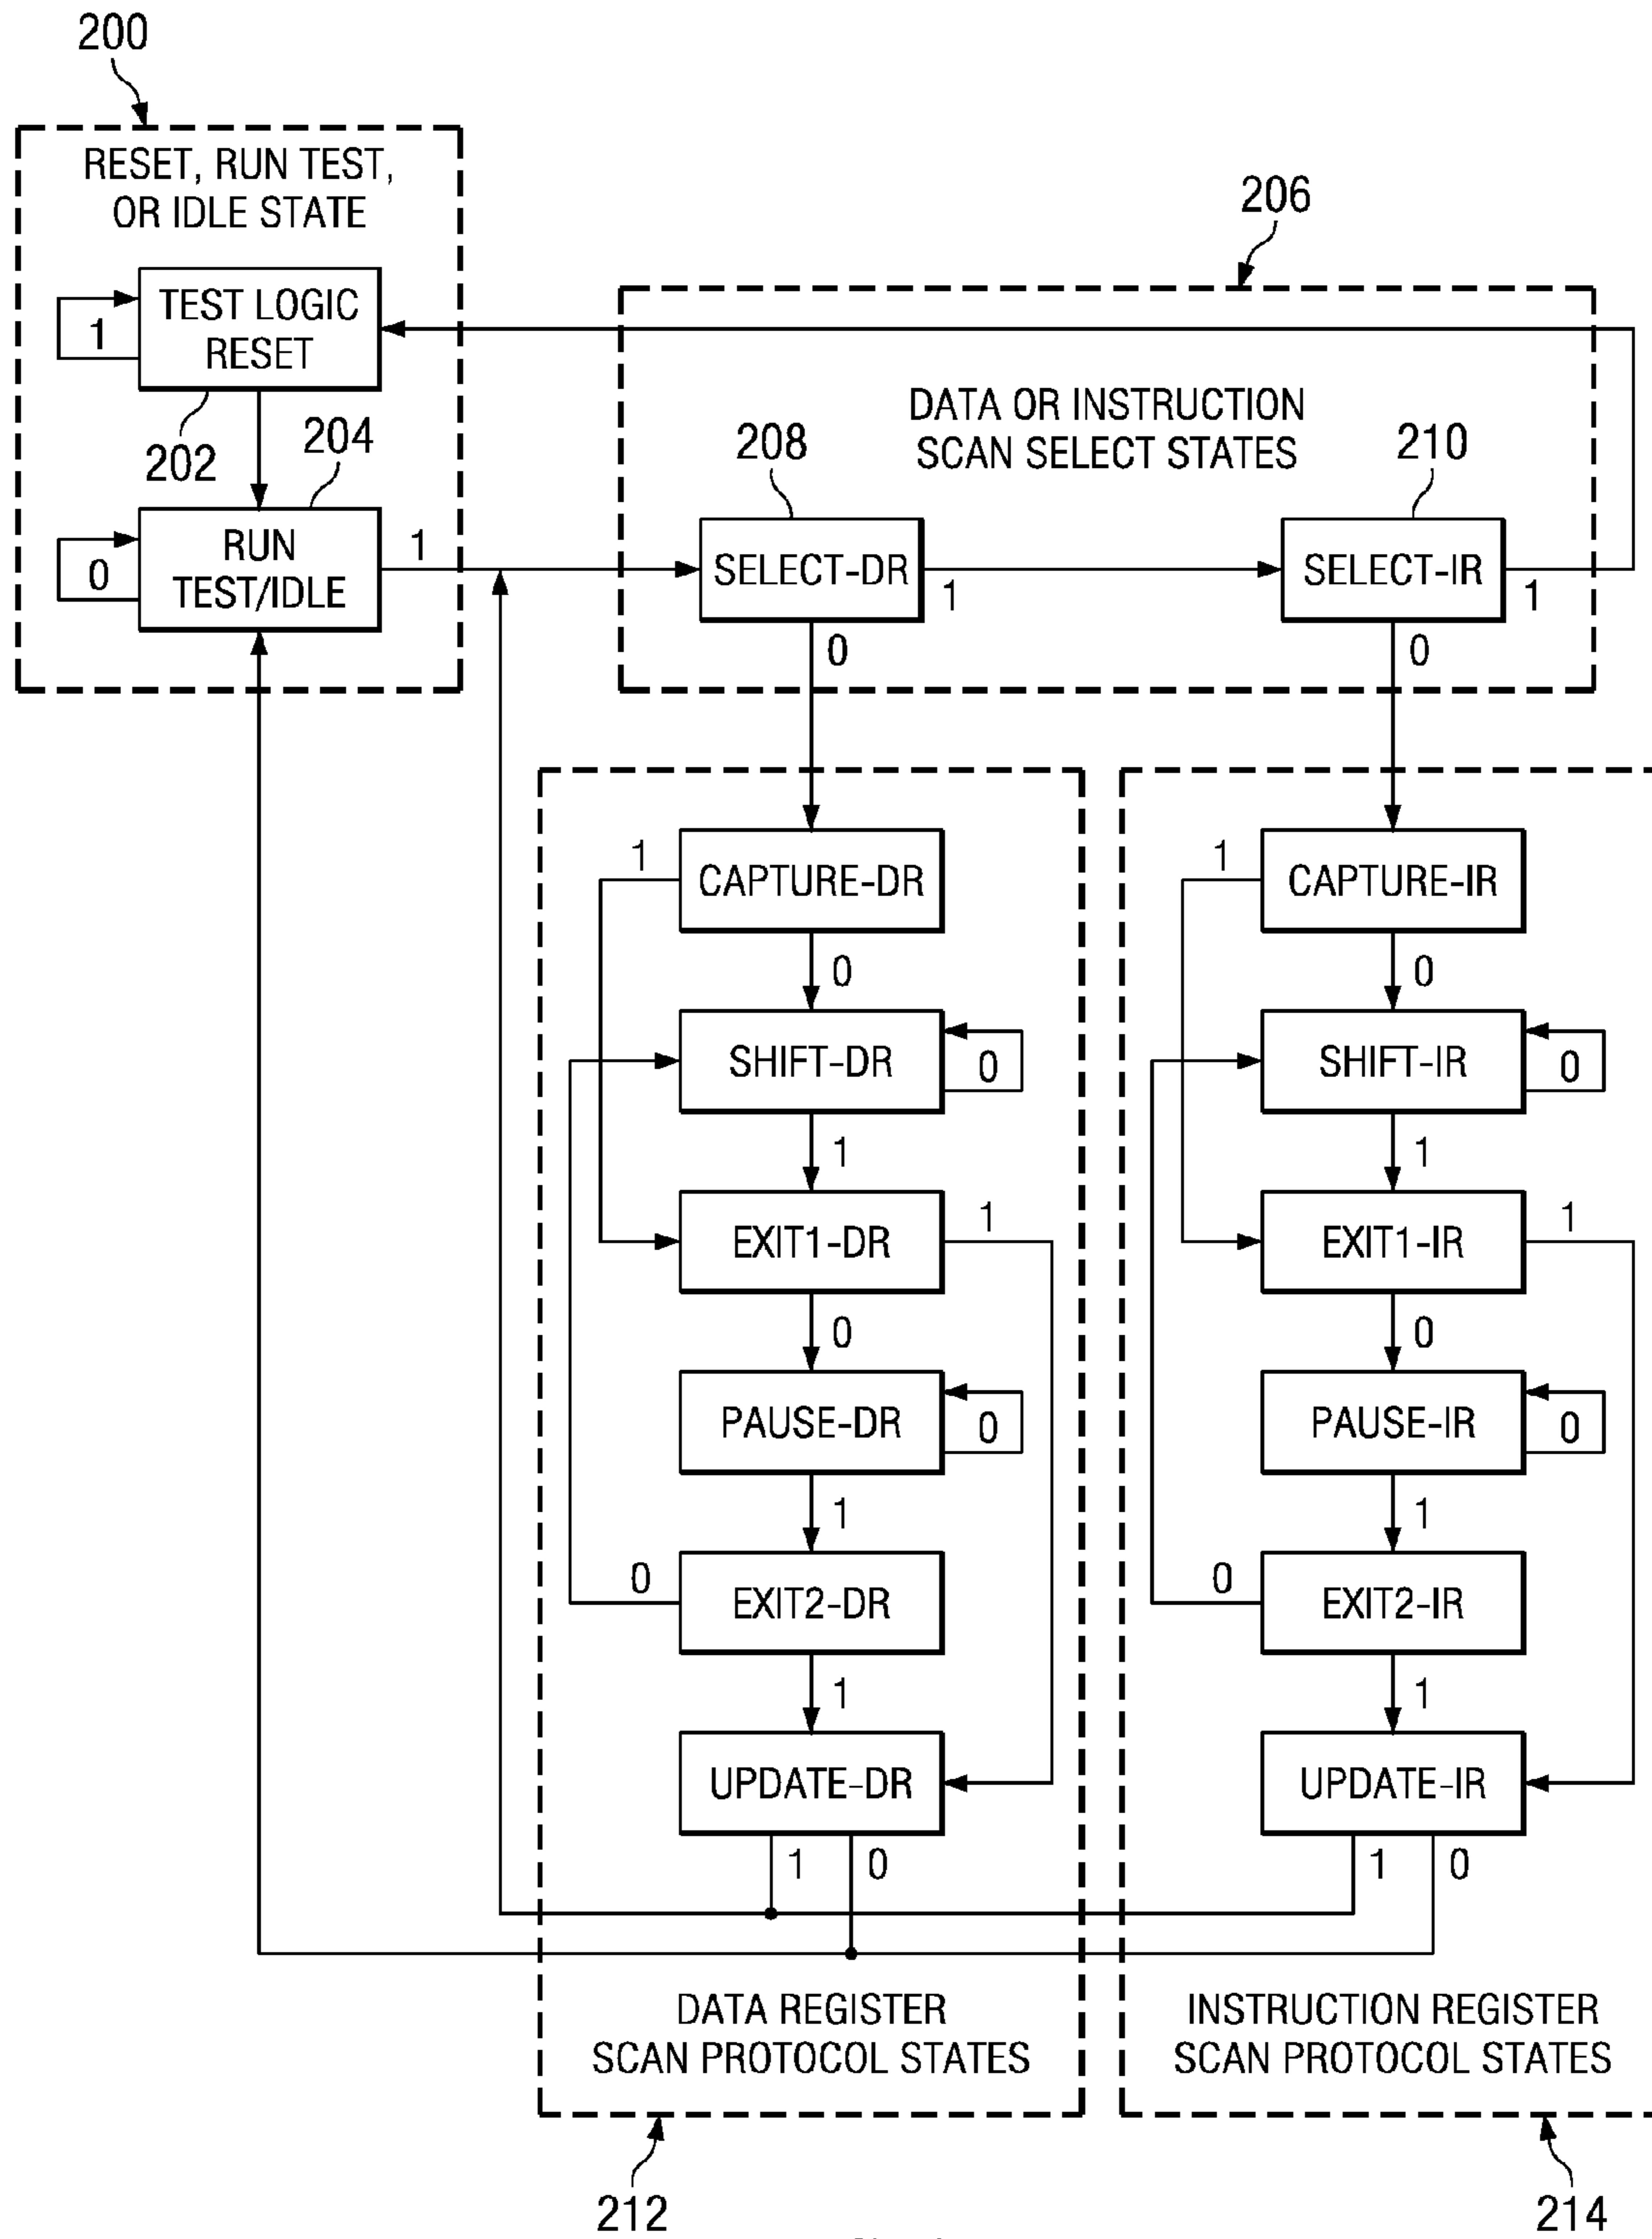 200
RESET, RUN TEST,
OR IDLE STATE
TEST LOGIC
RESET
1
202
204
RUN
TEST/IDLE
0
1
206
DATA OR INSTRUCTION
SCAN SELECT STATES
208
210
SELECT-DR
1
0
SELECT-IR
1
0
CAPTURE-DR
1
0
SHIFT-DR
0
1
EXIT1-DR
1
0
PAUSE-DR
0
1
EXIT2-DR
0
1
UPDATE-DR
1
0
DATA REGISTER
SCAN PROTOCOL STATES
212
CAPTURE-IR
1
0
SHIFT-IR
0
1
EXIT1-IR
1
0
PAUSE-IR
0
1
EXIT2-IR
0
1
UPDATE-IR
1
0
INSTRUCTION REGISTER
SCAN PROTOCOL STATES
214